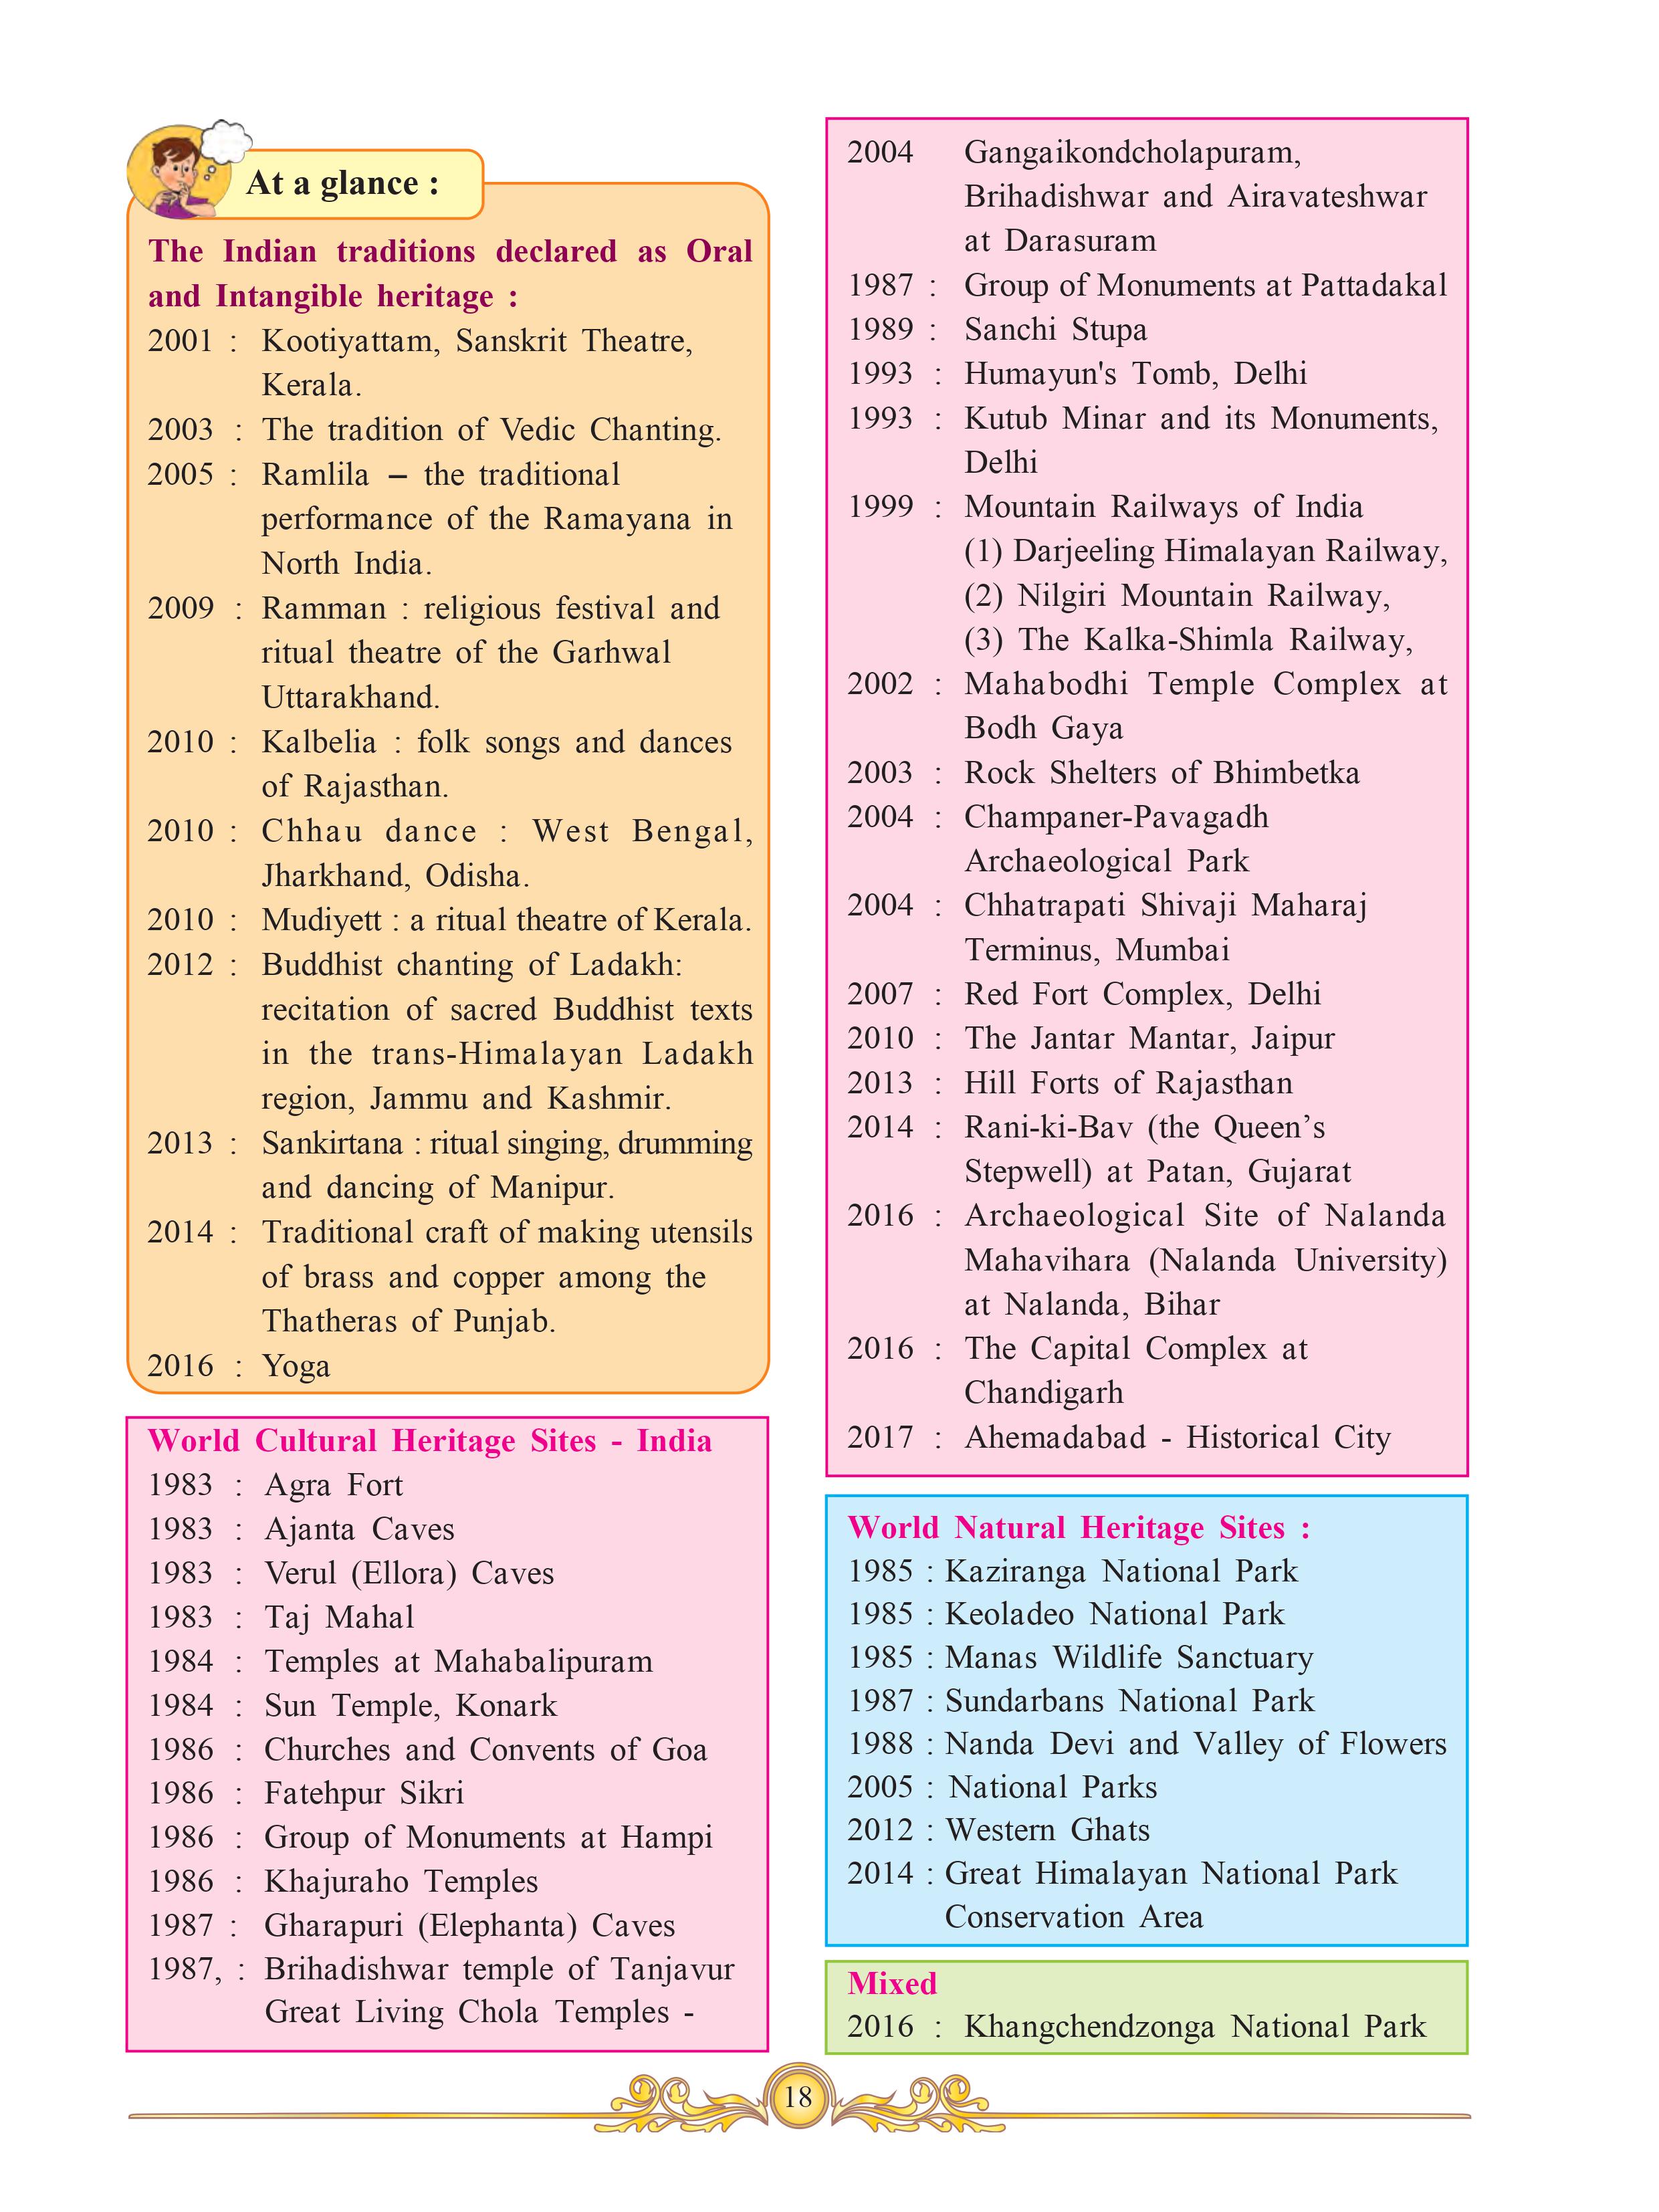 At a glance :
The Indian traditions declared as Oral
and Intangible heritage :
2001 : Kootiyattam, Sanskrit Theatre,
Kerala.
2003 : The tradition of Vedic Chanting.
2005 : Ramlila – the traditional
performance of the Ramayana in
North India.
2009 : Ramman : religious festival and
ritual theatre of the Garhwal
Uttarakhand.
2010 : Kalbelia : folk songs and dances
of Rajasthan.
2010 : Chhau dance : West Bengal,
Jharkhand, Odisha.
2010 : Mudiyett : a ritual theatre of Kerala.
2012 : Buddhist chanting of Ladakh:
recitation of sacred Buddhist texts
in the trans-Himalayan Ladakh
region, Jammu and Kashmir.
2013 : Sankirtana : ritual singing, drumming
and dancing of Manipur.
2014 : Traditional craft of making utensils
of brass and copper among the
Thatheras of Punjab.
2016 : Yoga
World Cultural Heritage Sites - India
1983 : Agra Fort
1983 : Ajanta Caves
1983 : Verul (Ellora) Caves
1983 : Taj Mahal
1984 : Temples at Mahabalipuram
1984 : Sun Temple, Konark
1986 : Churches and Convents of Goa
1986 : Fatehpur Sikri
1986 : Group of Monuments at Hampi
1986 : Khajuraho Temples
1987 : Gharapuri (Elephanta) Caves
1987, : Brihadishwar temple of Tanjavur
Great Living Chola Temples -
2004 Gangaikondcholapuram,
Brihadishwar and Airavateshwar
at Darasuram
1987 : Group of Monuments at Pattadakal
1989 : Sanchi Stupa
1993 : Humayun's Tomb, Delhi
1993 : Kutub Minar and its Monuments,
Delhi
1999 : Mountain Railways of India
(1) Darjeeling Himalayan Railway,
(2) Nilgiri Mountain Railway,
(3) The Kalka-Shimla Railway,
2002 : Mahabodhi Temple Complex at
Bodh Gaya
2003 : Rock Shelters of Bhimbetka
2004 : Champaner-Pavagadh
Archaeological Park
2004 : Chhatrapati Shivaji Maharaj
Terminus, Mumbai
2007 : Red Fort Complex, Delhi
2010 : The Jantar Mantar, Jaipur
2013 : Hill Forts of Rajasthan
2014 : Rani-ki-Bav (the Queen’s
Stepwell) at Patan, Gujarat
2016 : Archaeological Site of Nalanda
Mahavihara (Nalanda University)
at Nalanda, Bihar
2016 : The Capital Complex at
Chandigarh
2017 : Ahemadabad - Historical City
World Natural Heritage Sites :
1985 : Kaziranga National Park
1985 : Keoladeo National Park
1985 : Manas Wildlife Sanctuary
1987 : Sundarbans National Park
1988 : Nanda Devi and Valley of Flowers
2005 : National Parks
2012 : Western Ghats
2014 : Great Himalayan National Park
Conservation Area
Mixed
2016 : Khangchendzonga National Park
18